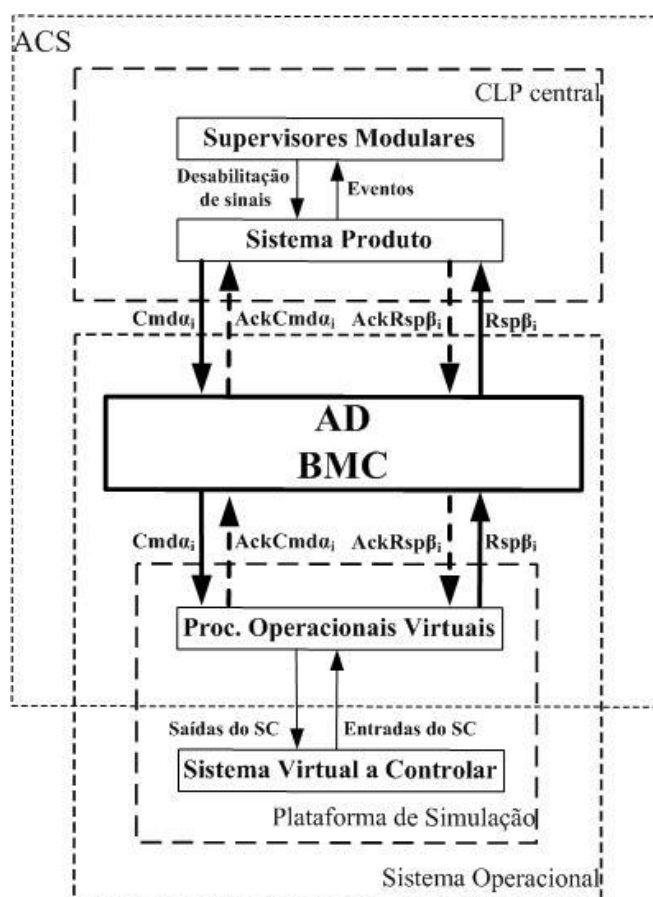 ACS
CLP central
Supervisores Modulares
Desabilitação
de sinais
Eventos
Sistema Produto
Cmdαᵢ
AckCmdαᵢ
AckRspβᵢ
Rspβᵢ
AD
BMC
Cmdαᵢ
AckCmdαᵢ
AckRspβᵢ
Rspβᵢ
Proc. Operacionais Virtuais
Saídas do SC
Entradas do SC
Sistema Virtual a Controlar
Plataforma de Simulação
Sistema Operacional